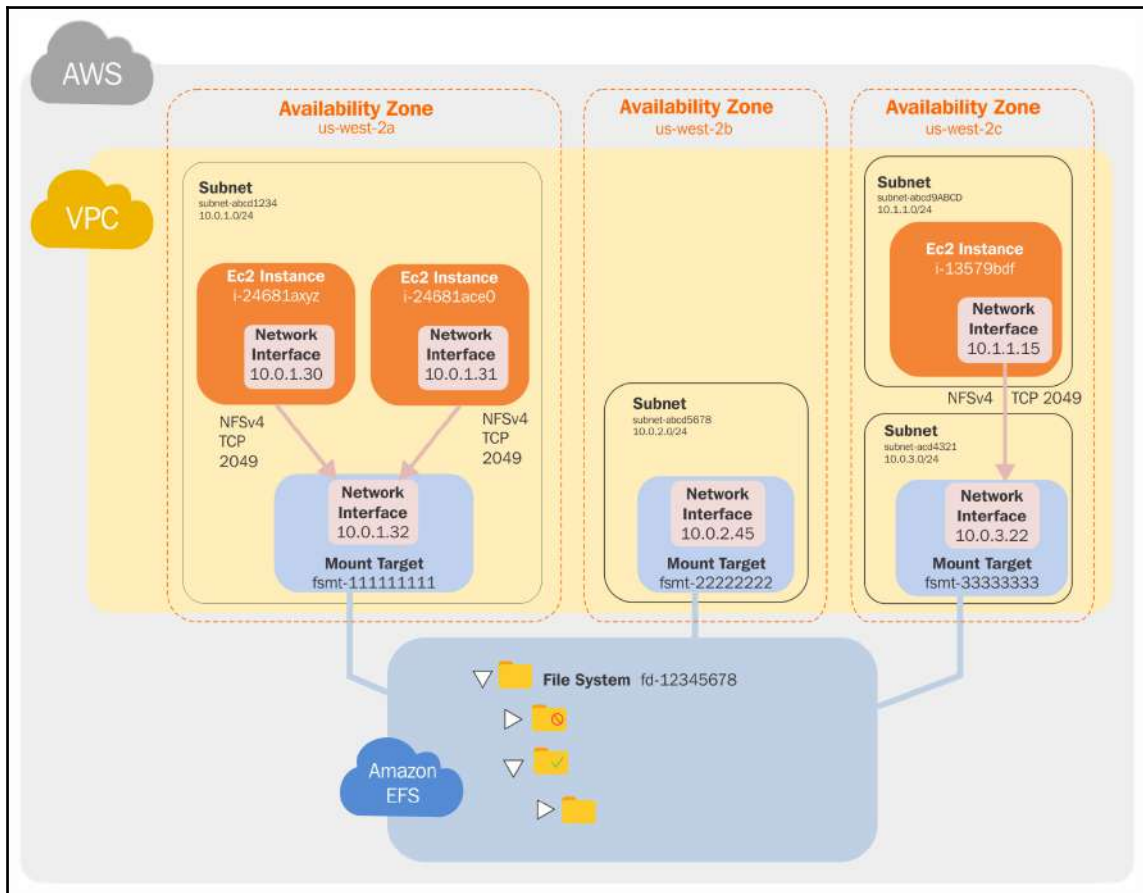 AWS
Availability Zone
us-west-2a
Availability Zone
us-west-2b
Availability Zone
us-west-2c
VPC
Subnet
subnet-abcd1234
10.0.1.0/24
Ec2 Instance
i-24681axyz
Network
Interface
10.0.1.30
Ec2 Instance
i-24681ace0
Network
Interface
10.0.1.31
NFSv4
TCP
2049
NFSv4
TCP
2049
Network
Interface
10.0.1.32
Mount Target
fsmt-111111111
Subnet
subnet-abcd5678
10.0.2.0/24
Network
Interface
10.0.2.45
Mount Target
fsmt-22222222
Subnet
subnet-abcd9ABCD
10.1.1.0/24
Ec2 Instance
i-13579bdf
Network
Interface
10.1.1.15
NFSv4 TCP 2049
Subnet
subnet-acd4321
10.0.3.0/24
Network
Interface
10.0.3.22
Mount Target
fsmt-33333333
File System fd-12345678
Amazon
EFS